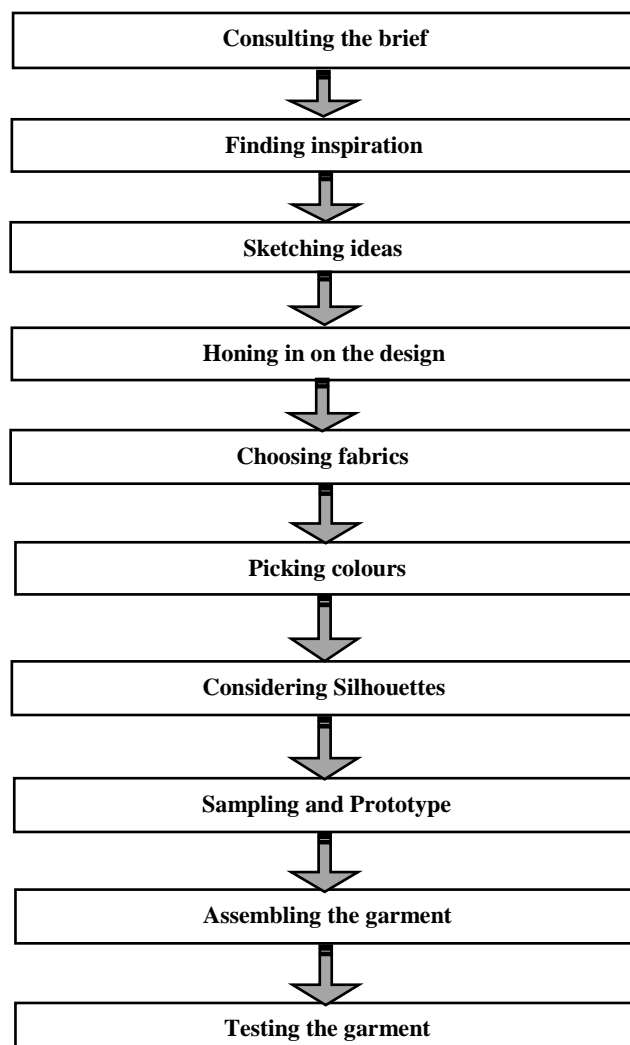 Consulting the brief
Finding inspiration
Sketching ideas
Honing in on the design
Choosing fabrics
Picking colours
Considering Silhouettes
Sampling and Prototype
Assembling the garment
Testing the garment